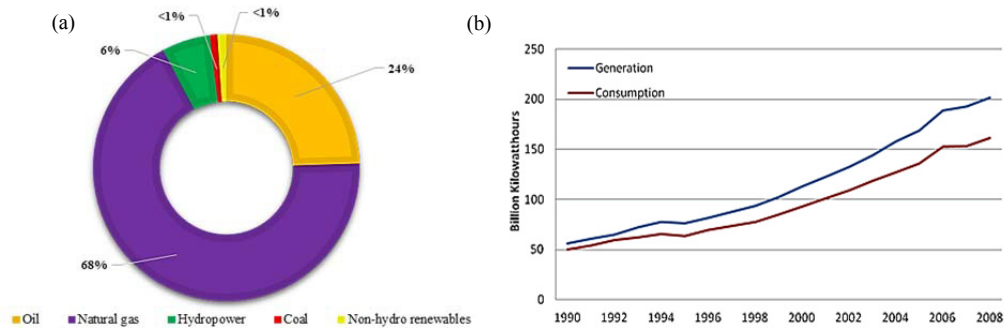 (a)
<1%
<1%
6%
24%
68%
Oil
Natural gas
Hydropower
Coal
Non-hydro renewables
(b)
250
200
150
100
50
0
Billion Kilowatthours
Generation
Consumption
1990
1992
1994
1996
1998
2000
2002
2004
2006
2008